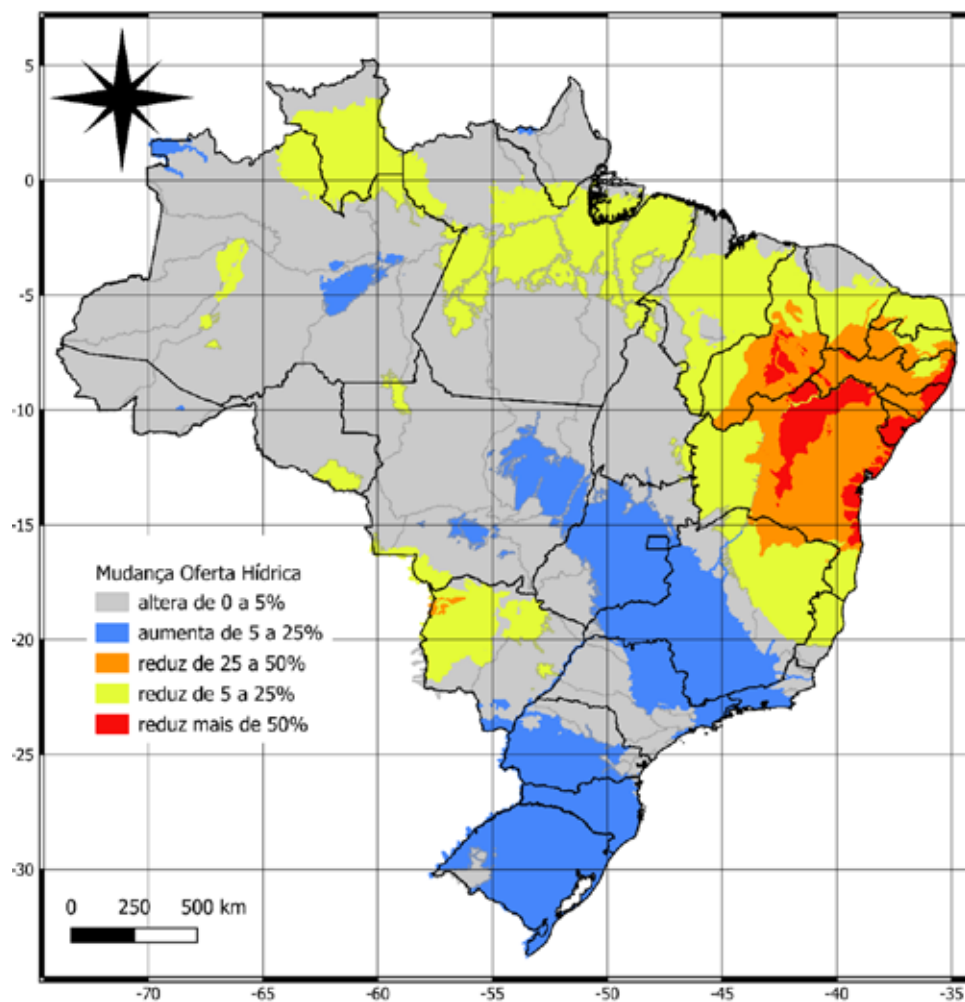 5
0
-5
-10
-15
-20
-25
-30
Mudança Oferta Hídrica
altera de 0 a 5%
aumenta de 5 a 25%
reduz de 25 a 50%
reduz de 5 a 25%
reduz mais de 50%
0 250 500 km
-70 -65 -60 -55 -50 -45 -40 -35